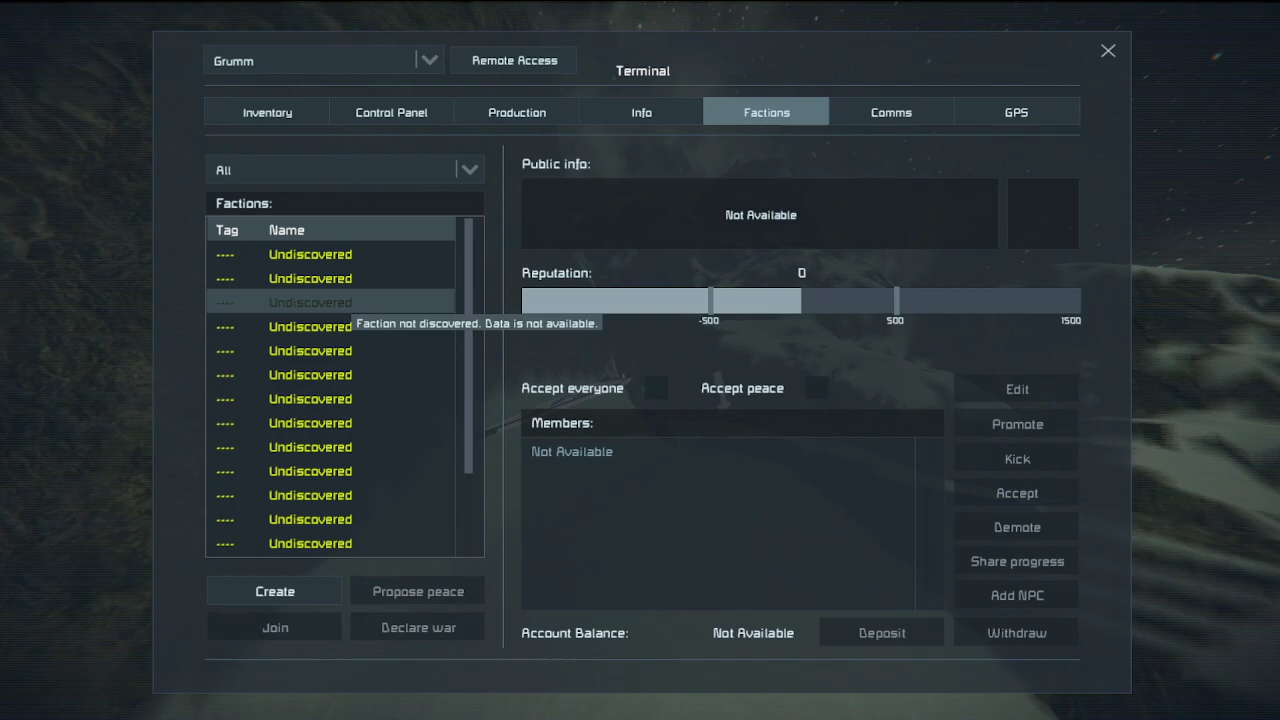 Grumm
Remote Access
Terminal
Inventory
Control Panel
Production
Info
Factions
Comms
GPS
All
Factions:
Tag Name
---- Undiscovered
---- Undiscovered
---- Undiscovered
---- Undiscovered
---- Undiscovered
---- Undiscovered
---- Undiscovered
---- Undiscovered
---- Undiscovered
---- Undiscovered
---- Undiscovered
---- Undiscovered
---- Undiscovered
Faction not discovered. Data is not available.
Create
Propose peace
Join
Declare war
Public info:
Not Available
Reputation:
0
-500
500
1500
Accept everyone
Accept peace
Members:
Not Available
Edit
Promote
Kick
Accept
Demote
Share progress
Add NPC
Account Balance:
Not Available
Deposit
Withdraw